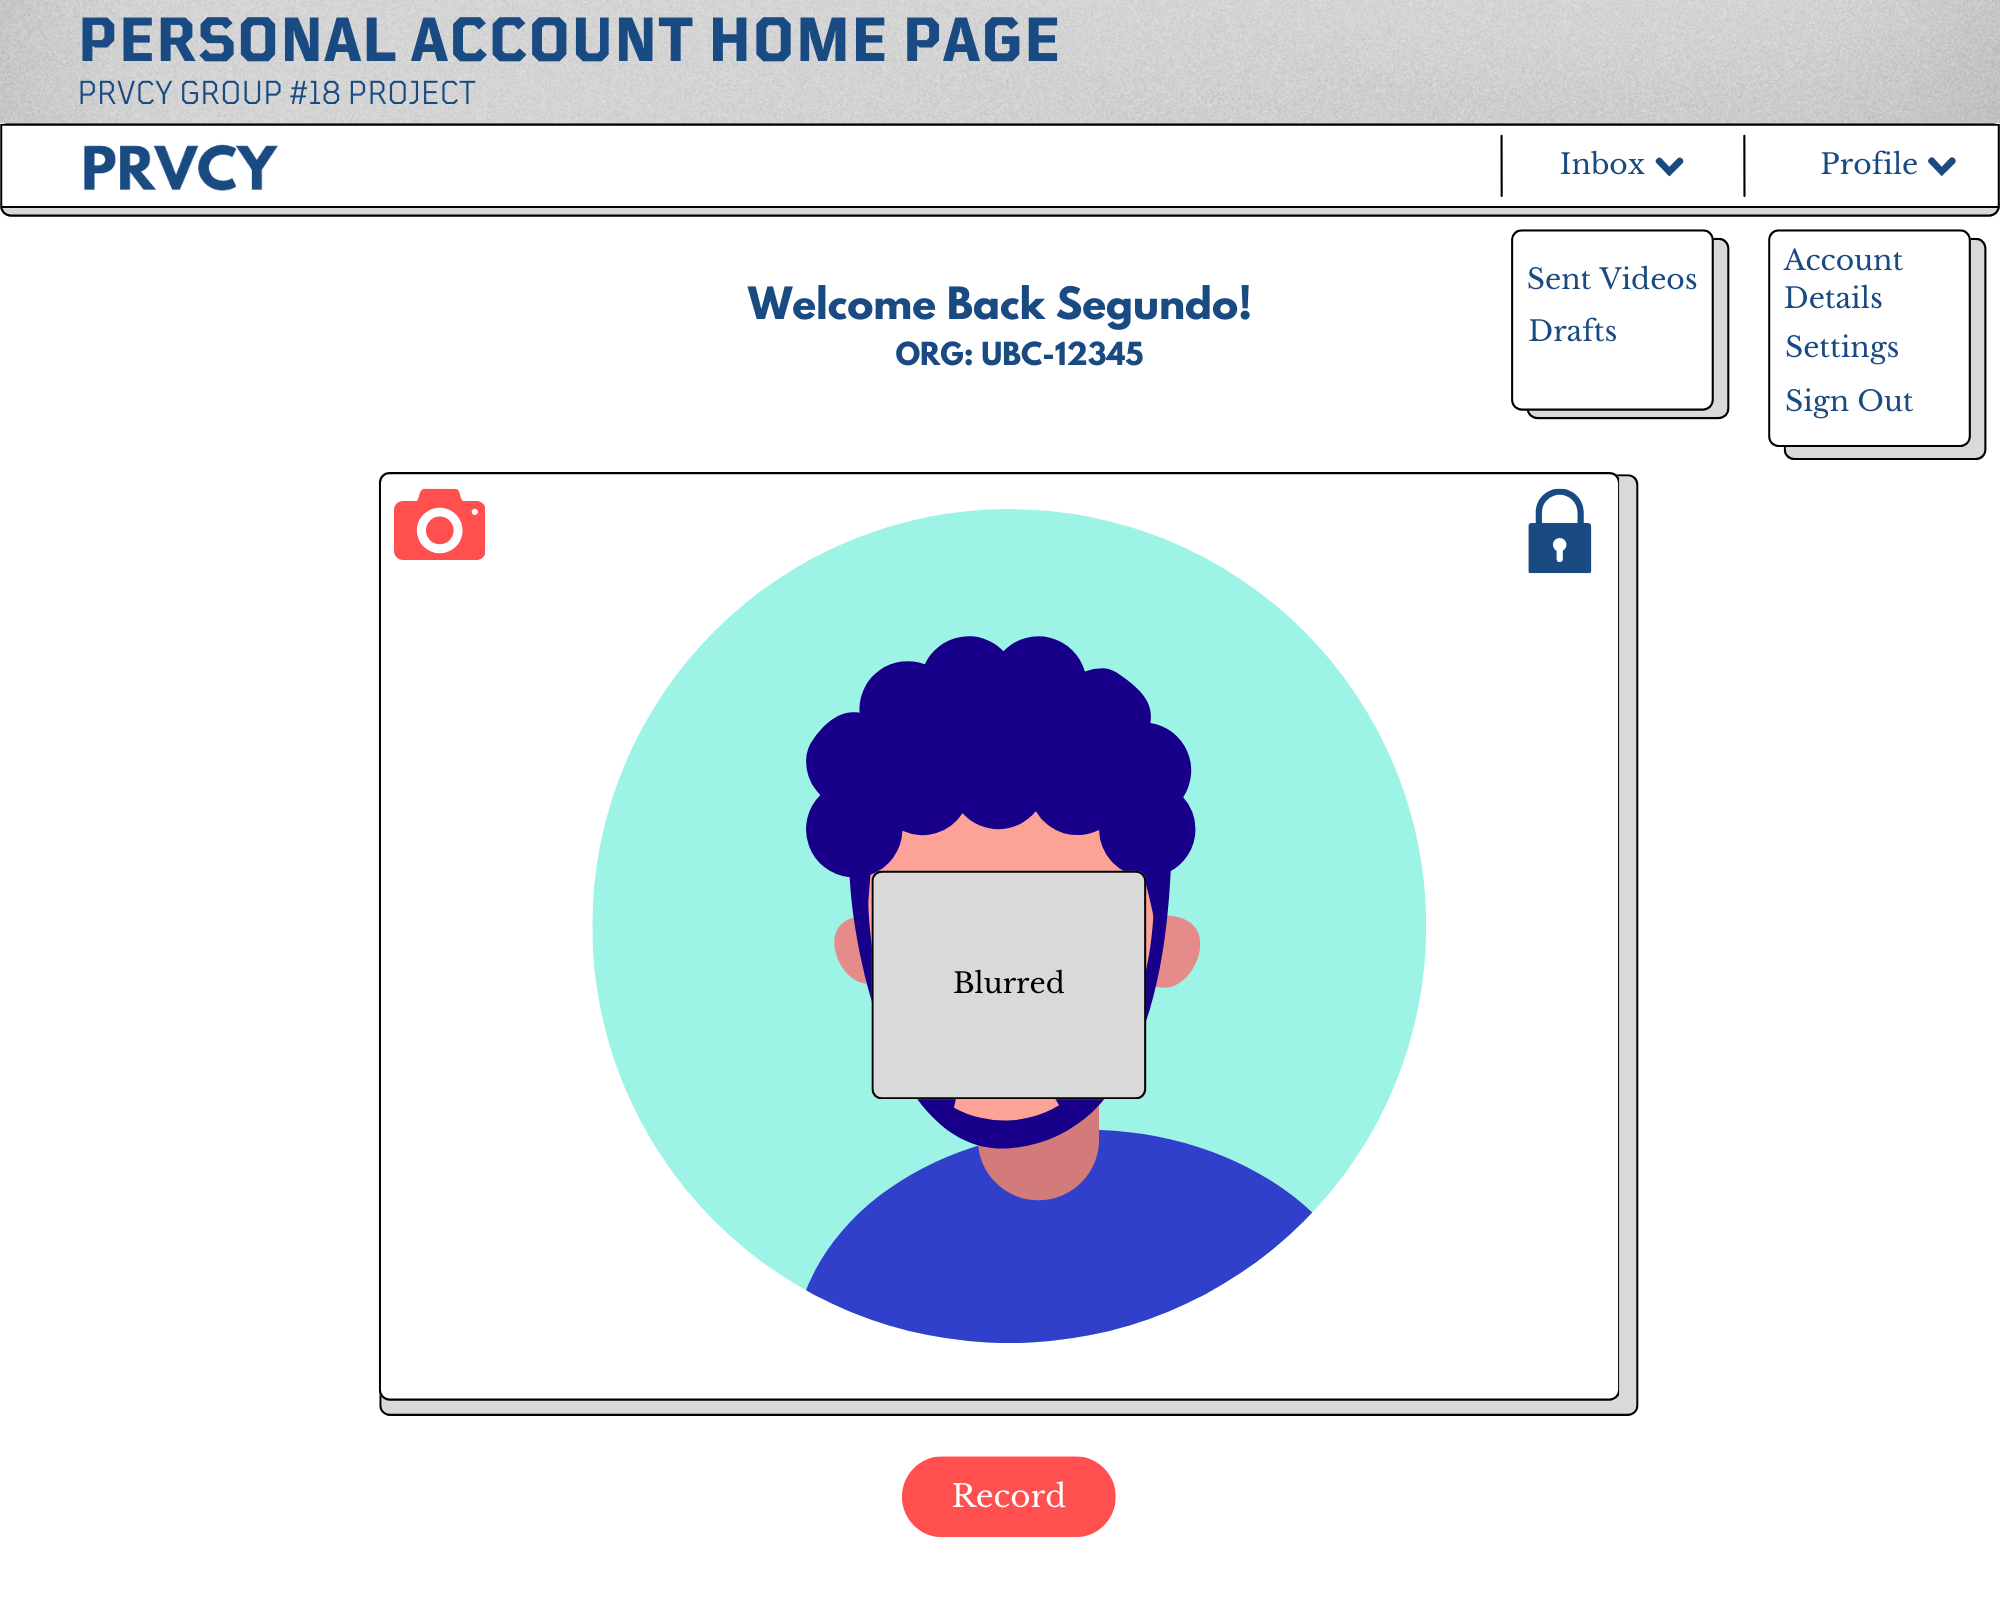 PERSONAL ACCOUNT HOME PAGE
PRVCY GROUP #18 PROJECT
PRVCY
Inbox
Profile
Sent Videos
Drafts
Account
Details
Settings
Sign Out
Welcome Back Segundo!
ORG: UBC-12345
Blurred
Record